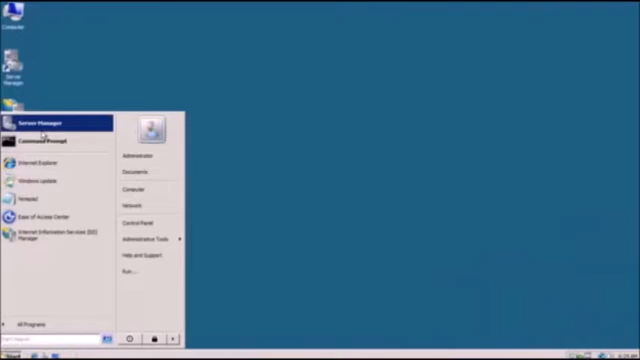 Computer
Server
Manager
Server Manager
Command Prompt
Internet Explorer
Windows Update
Notepad
Ease of Access Center
Internet Information Services (IIS)
Manager
All Programs
Start Search
Administrator
Documents
Computer
Network
Control Panel
Administrative Tools
Help and Support
Run...
Start